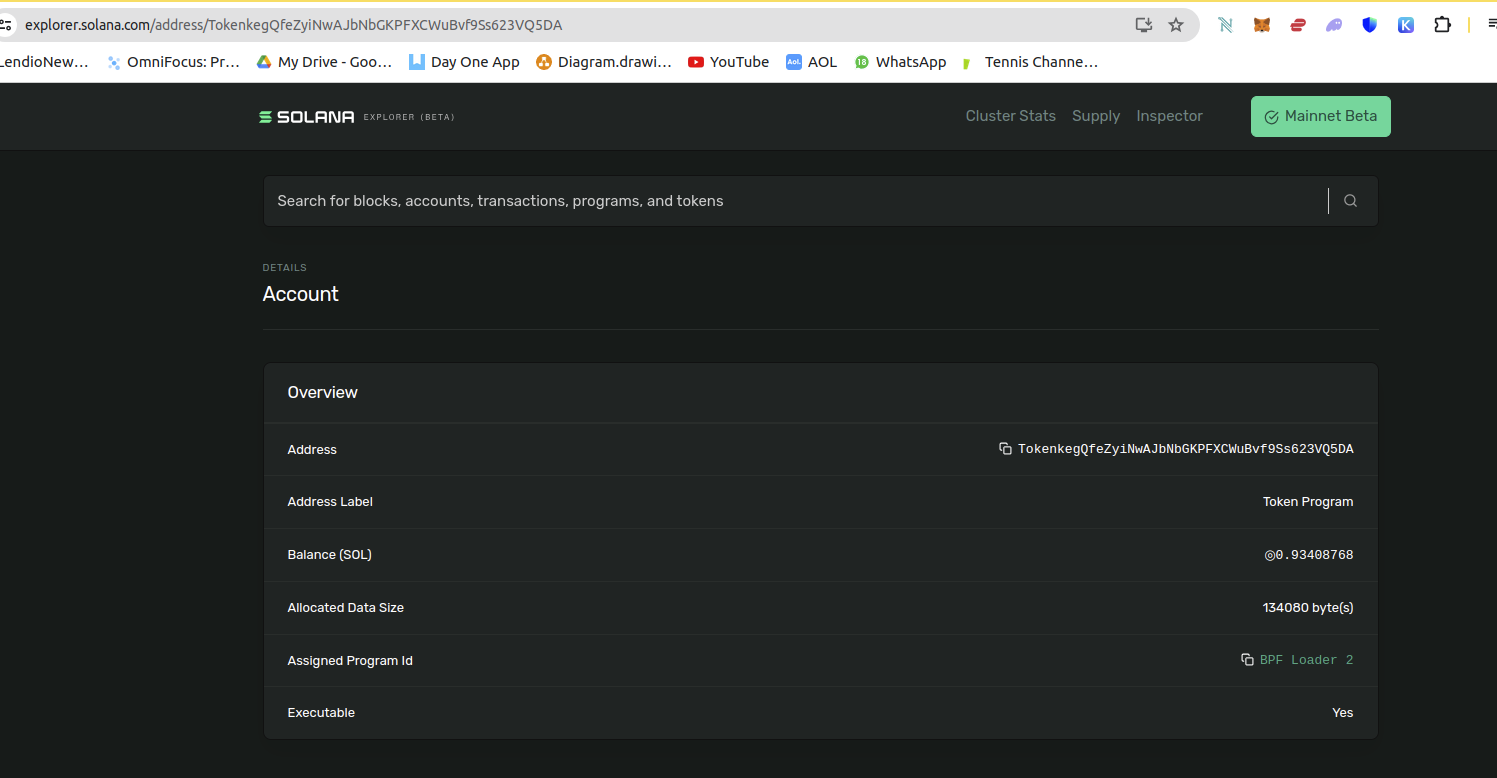 explorer.solana.com/address/TokenkegQfeZyiNwAJbNbGKPFXCWuBvf9Ss623VQ5DA
LendioNew... OmniFocus: Pr... My Drive - Goo... Day One App Diagram.drawi... YouTube Aol. AOL 18 WhatsApp Tennis Channe...
SOLANA EXPLORER (BETA) Cluster Stats Supply Inspector Mainnet Beta
Search for blocks, accounts, transactions, programs, and tokens
DETAILS
Account
Overview
Address TokenkegQfeZyiNwAJbNbGKPFXCWuBvf9Ss623VQ5DA
Address Label Token Program
Balance (SOL) ◎0.93408768
Allocated Data Size 134080 byte(s)
Assigned Program Id BPF Loader 2
Executable Yes